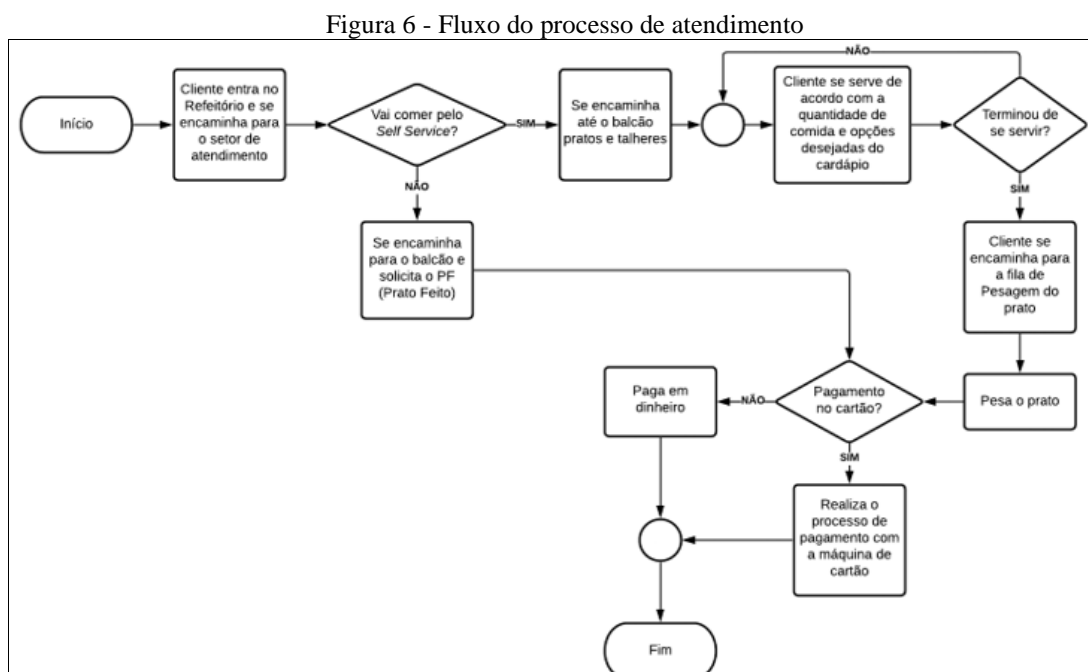 Figura 6 - Fluxo do processo de atendimento
NÃO
Início
Cliente entra no
Refeitório e se
encaminha para
o setor de
atendimento
Vai comer pelo
Self Service?
SIM
Se encaminha
até o balcão
pratos e talheres
Cliente se serve de
acordo com a
quantidade de
comida e opções
desejadas do
cardápio
Terminou de
se servir?
NÃO
SIM
Se encaminha
para o balcão e
solicita o PF
(Prato Feito)
Cliente se
encaminha para
a fila de
Pesagem do
prato
Paga em
dinheiro
NÃO
Pagamento
no cartão?
Pesa o prato
SIM
Realiza o
processo de
pagamento com
a máquina de
cartão
Fim